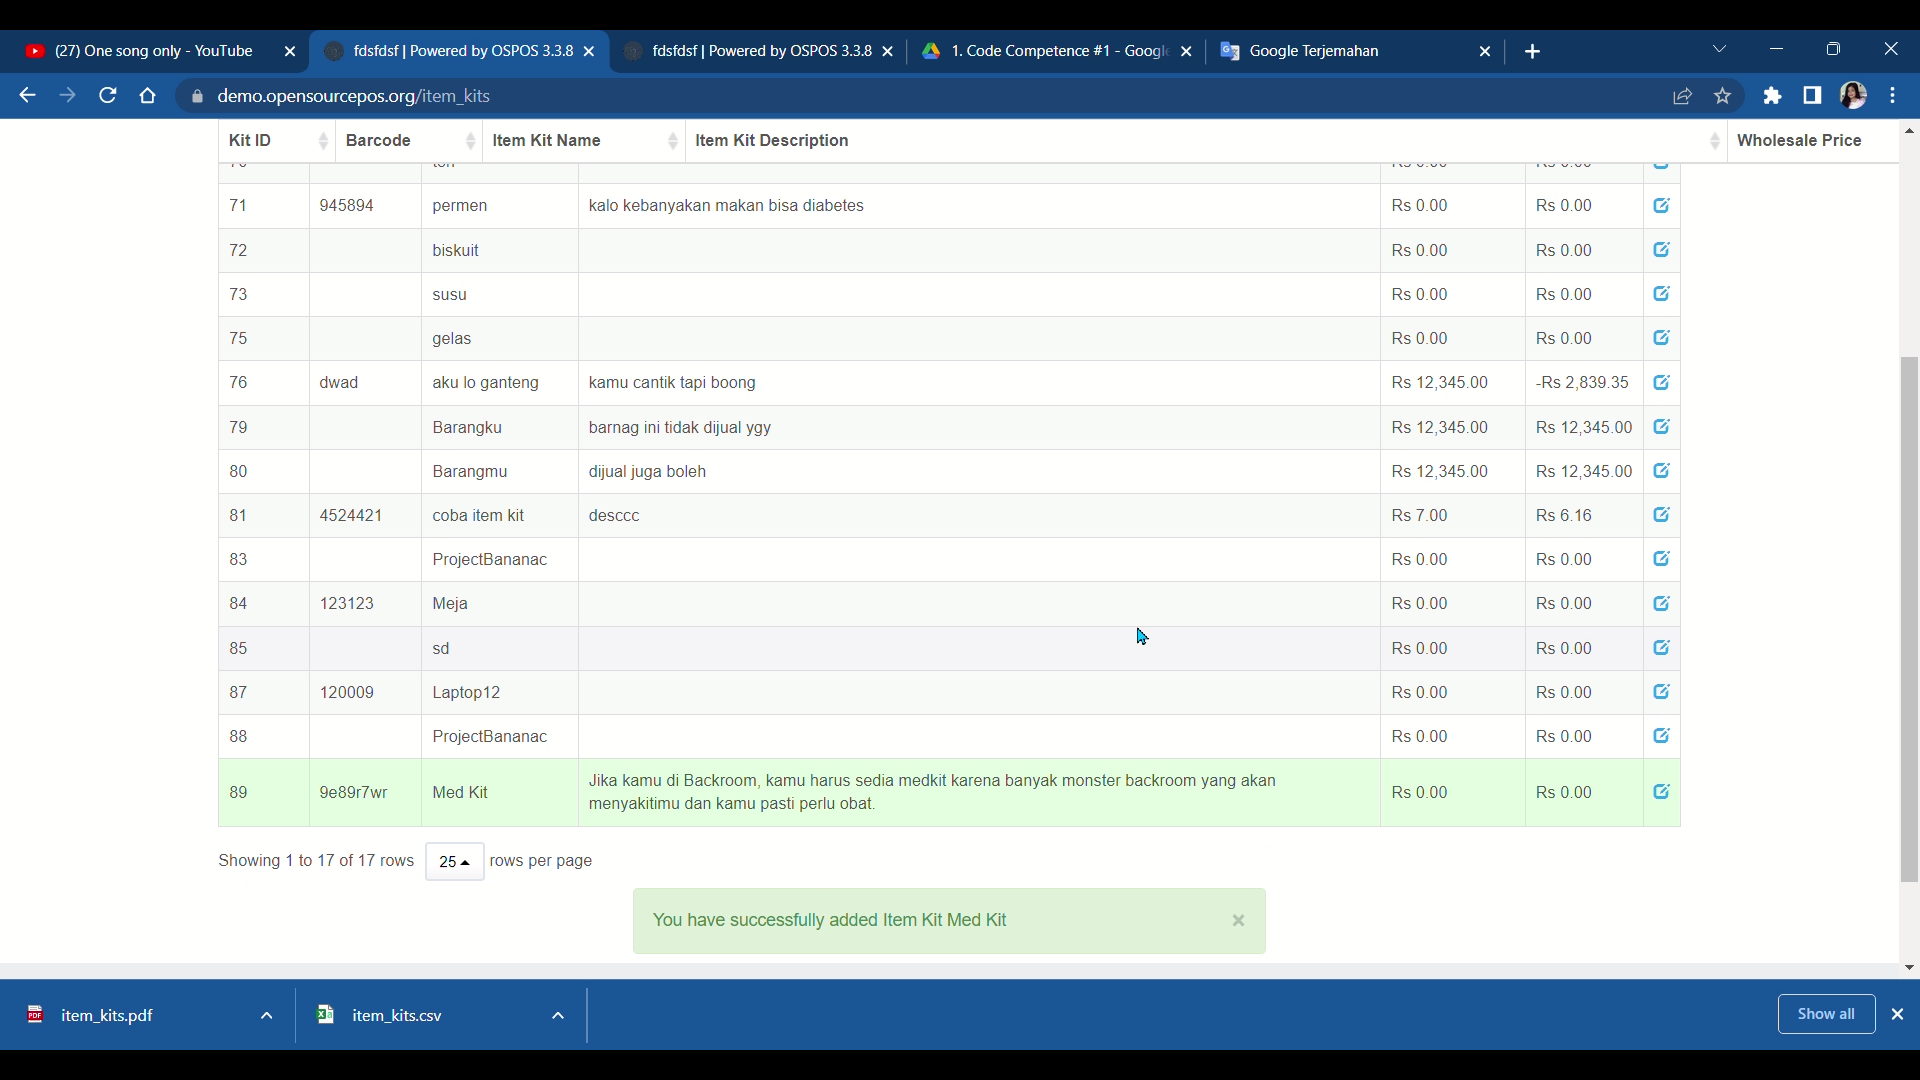 (27) One song only - YouTube
fdsfdsf | Powered by OSPOS 3.3.8
fdsfdsf | Powered by OSPOS 3.3.8
1. Code Competence #1 - Google
Google Terjemahan
demo.opensourcepos.org/item_kits
Kit ID Barcode Item Kit Name Item Kit Description Wholesale Price
71 945894 permen kalo kebanyakan makan bisa diabetes Rs 0.00 Rs 0.00
72 biskuit Rs 0.00 Rs 0.00
73 susu Rs 0.00 Rs 0.00
75 gelas Rs 0.00 Rs 0.00
76 dwad aku lo ganteng kamu cantik tapi boong Rs 12,345.00 -Rs 2,839.35
79 Barangku barnag ini tidak dijual ygy Rs 12,345.00 Rs 12,345.00
80 Barangmu dijual juga boleh Rs 12,345.00 Rs 12,345.00
81 4524421 coba item kit desccc Rs 7.00 Rs 6.16
83 ProjectBananac Rs 0.00 Rs 0.00
84 123123 Meja Rs 0.00 Rs 0.00
85 sd Rs 0.00 Rs 0.00
87 120009 Laptop12 Rs 0.00 Rs 0.00
88 ProjectBananac Rs 0.00 Rs 0.00
89 9e89r7wr Med Kit Jika kamu di Backroom, kamu harus sedia medkit karena banyak monster backroom yang akan Rs 0.00 Rs 0.00
menyakitimu dan kamu pasti perlu obat.
Showing 1 to 17 of 17 rows 25 rows per page
You have successfully added Item Kit Med Kit ×
item_kits.pdf
item_kits.csv
Show all